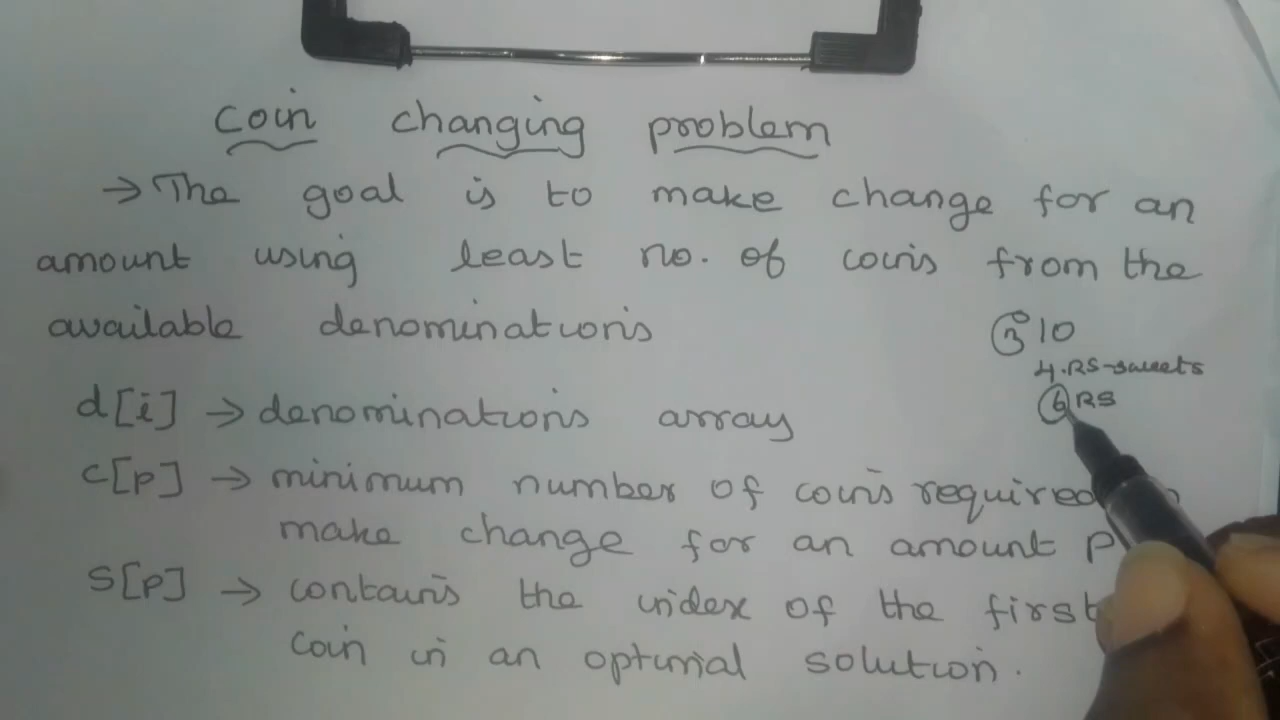 coin changing problem
→ The goal is to make change for an
amount using least no. of coins from the
available denominations
10
4.RS-sweets
6 RS
d[i] → denominations array
c[p] → minimum number of coins required
make change for an amount p
s[p] → contains the index of the first
coin in an optimal solution.